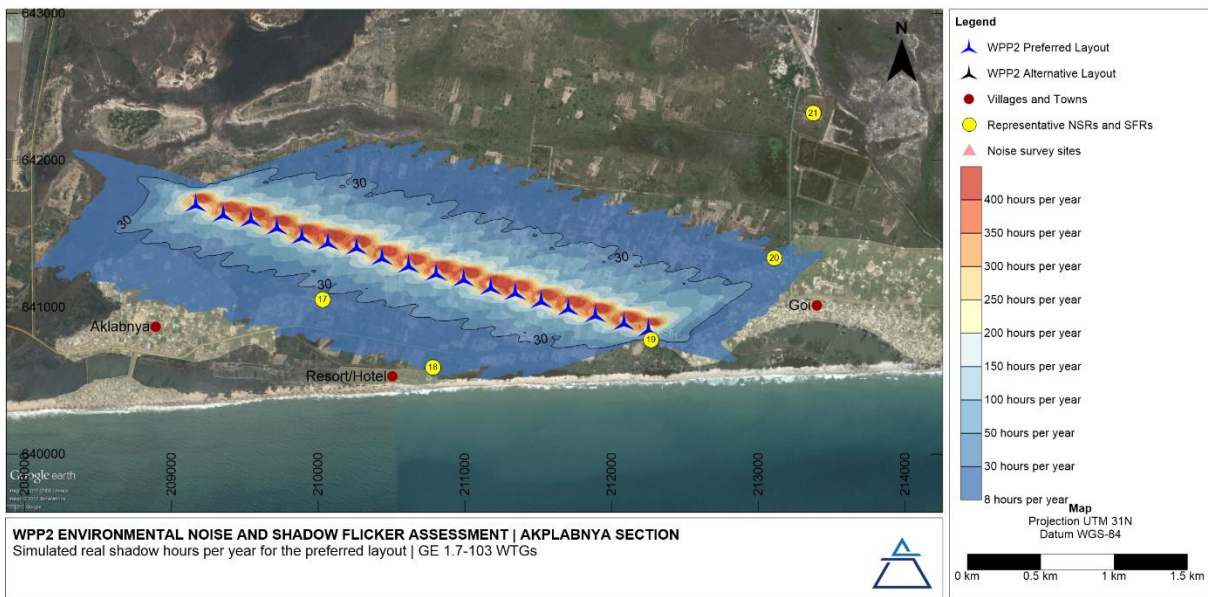 643000
N
21
642000
30
30
30
20
641000
17
30
Goi
Aklabnya
30
19
18
Resort/Hotel
640000
Google earth
209000
210000
211000
212000
213000
214000
WPP2 ENVIRONMENTAL NOISE AND SHADOW FLICKER ASSESSMENT | AKPLABNYA SECTION
Simulated real shadow hours per year for the preferred layout | GE 1.7-103 WTGs
Legend
WPP2 Preferred Layout
WPP2 Alternative Layout
Villages and Towns
Representative NSRs and SFRs
Noise survey sites
400 hours per year
350 hours per year
300 hours per year
250 hours per year
200 hours per year
150 hours per year
100 hours per year
50 hours per year
30 hours per year
8 hours per year
Map
Projection UTM 31N
Datum WGS-84
0 km
0.5 km
1 km
1.5 km